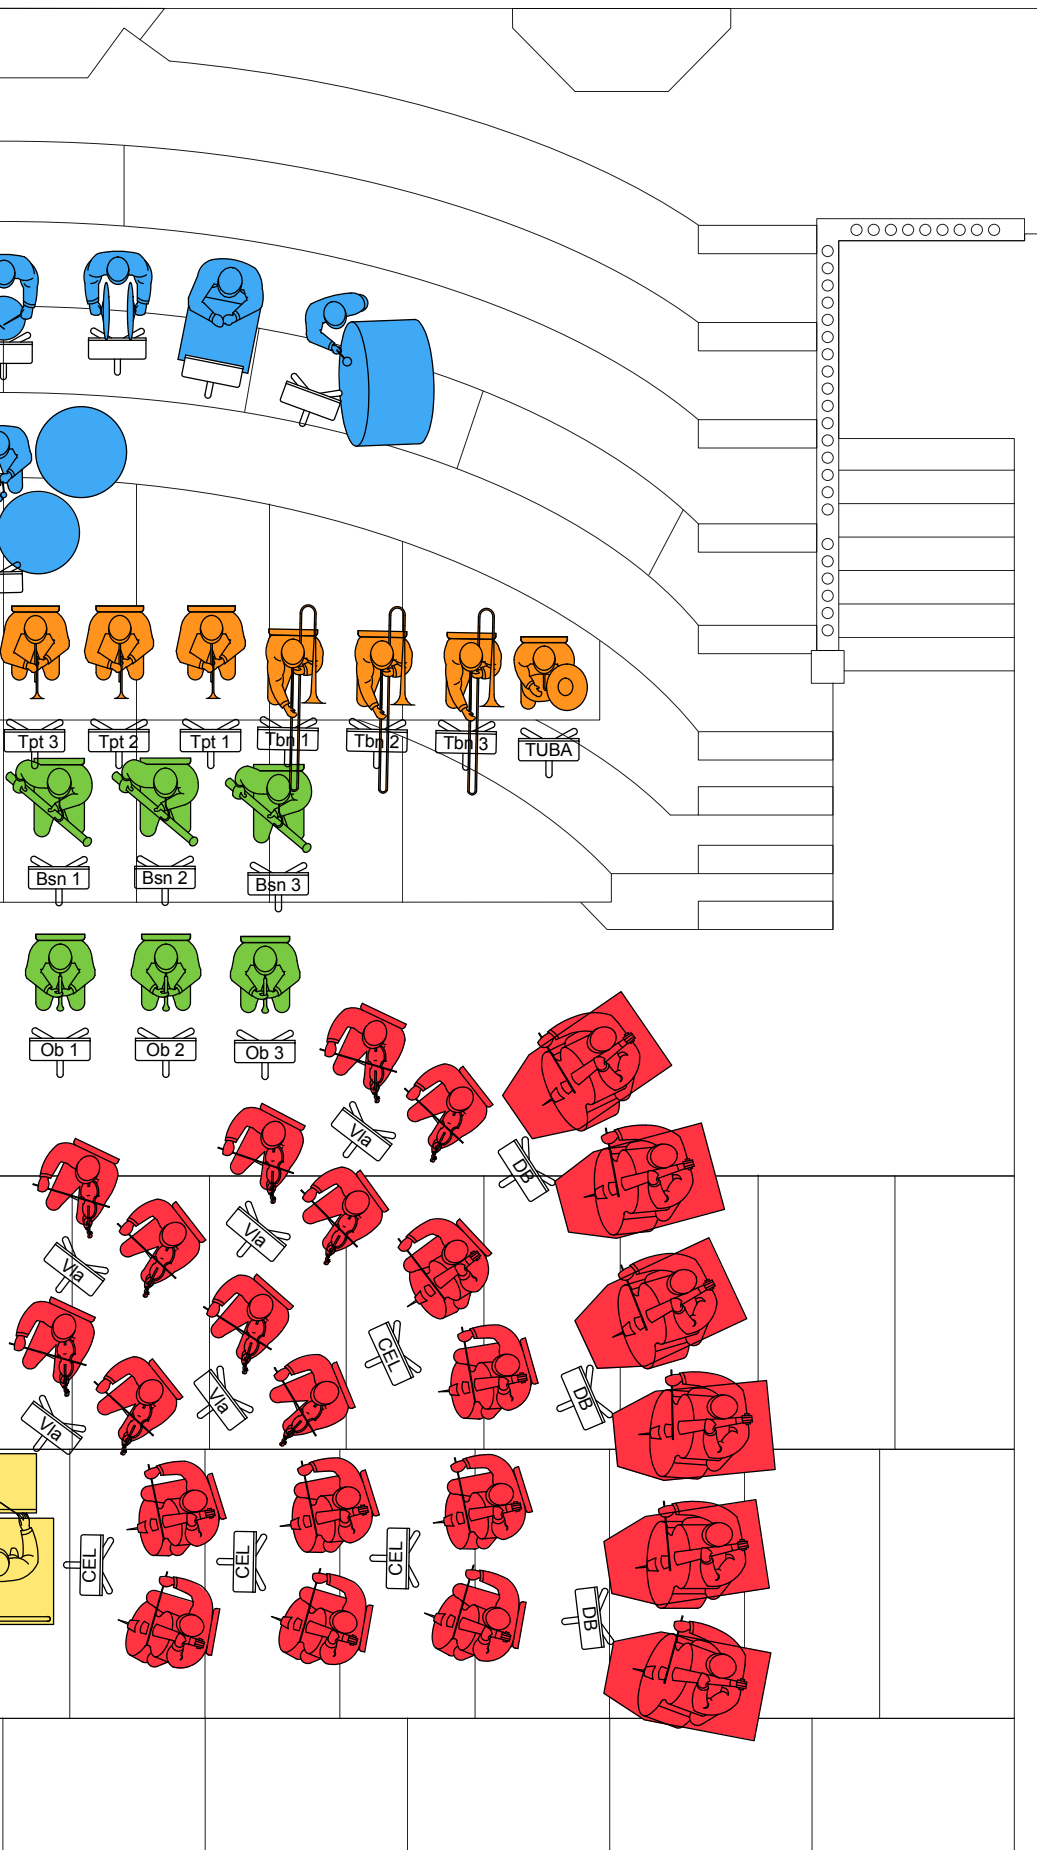 Tpt 3
Tpt 2
Tpt 1
Tbn 1
Tbn 2
Tbn 3
TUBA
Bsn 1
Bsn 2
Bsn 3
Ob 1
Ob 2
Ob 3
Vla
DB
Vla
Vla
CEL
DB
Vla
Vla
CEL
CEL
CEL
DB